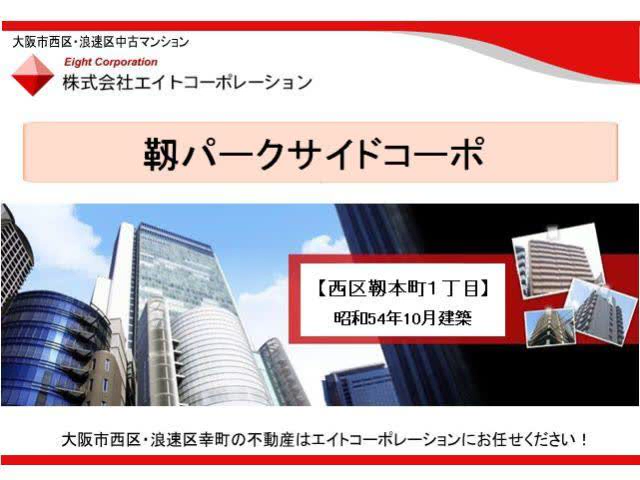 大阪市西区・浪速区中古マンション
Eight Corporation
株式会社エイトコーポレーション
靱パークサイドコーポ
【西区靱本町1丁目】
昭和54年10月建築
大阪市西区・浪速区幸町の不動産はエイトコーポレーションにお任せください！